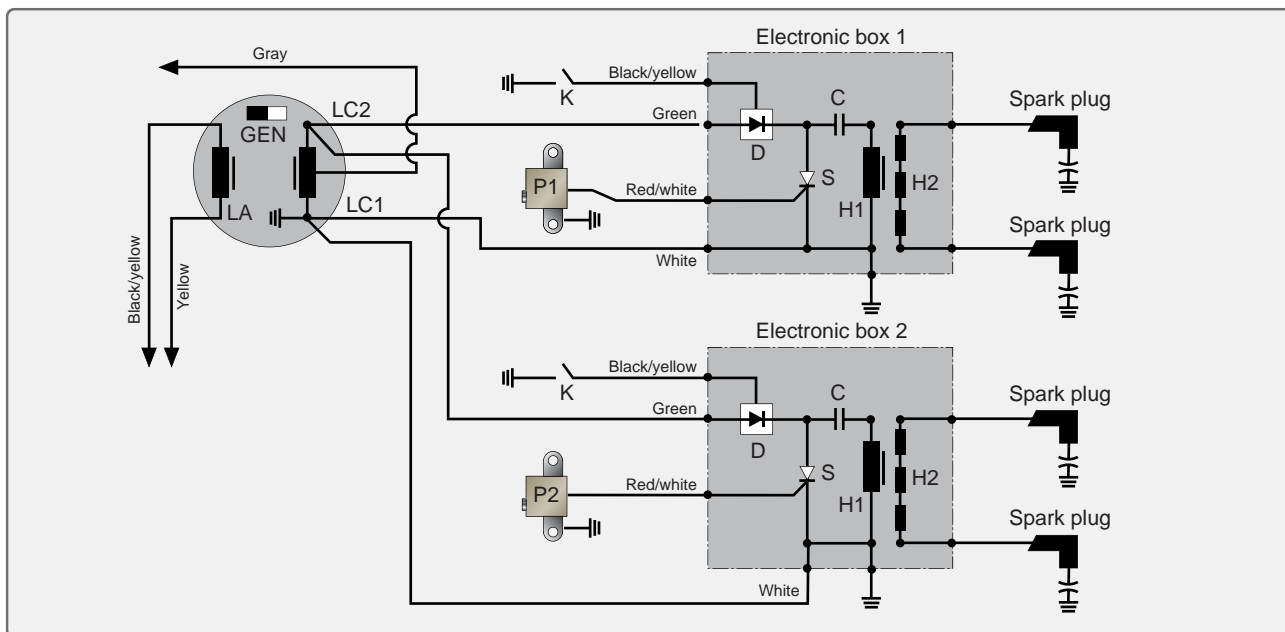 Electronic box 1
Gray
Black/yellow
K
LC2
C
Spark plug
GEN
Green
D
P1
S
Red/white
H2
LA
LC1
H1
Spark plug
White
Black/yellow
Yellow
Electronic box 2
Black/yellow
K
C
Spark plug
Green
D
P2
S
Red/white
H2
H1
Spark plug
White